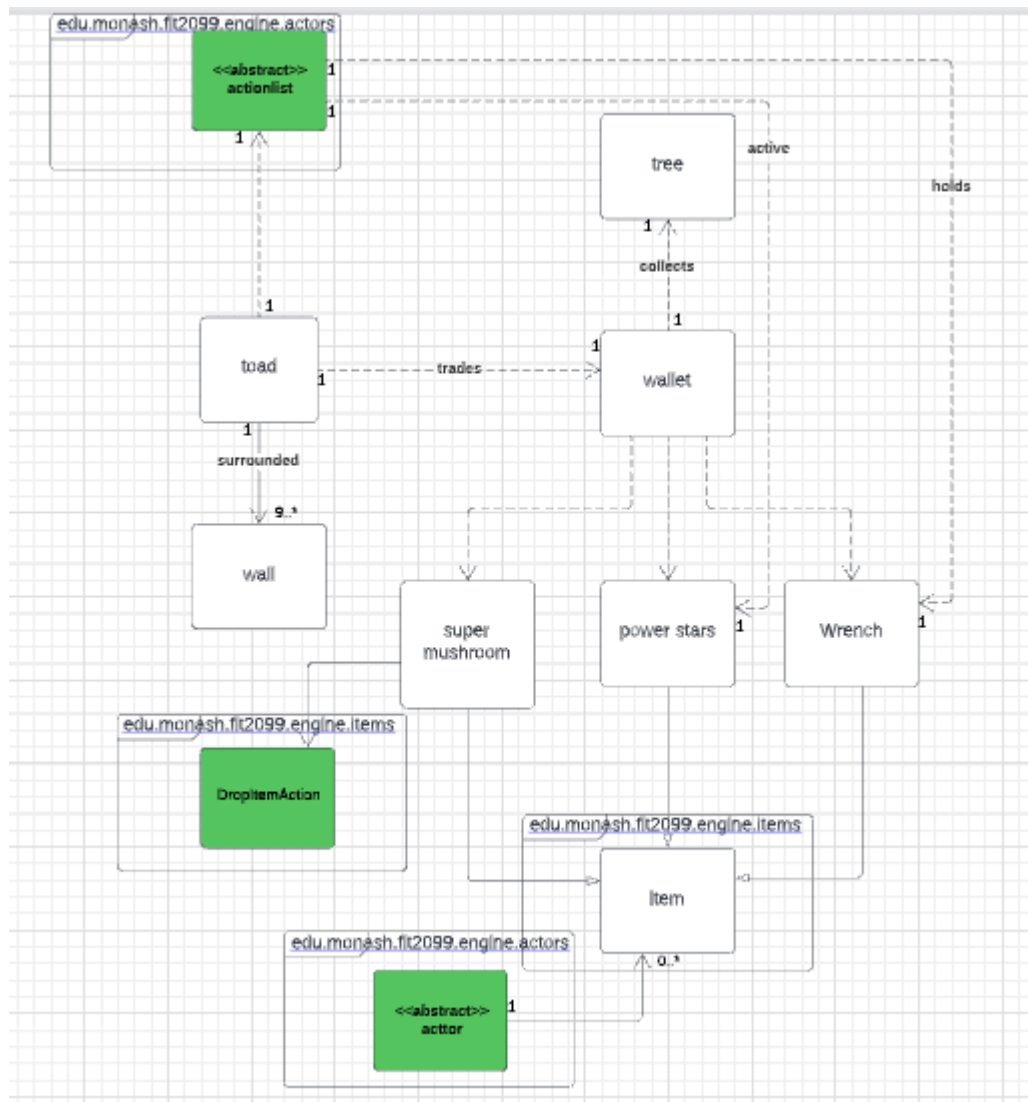 edu.monash.fit2099.engine.actors
<<abstract>>
actionlist
1
1
1
active
holds
tree
1
collects
1
1
toad
1
trades
1
wallet
1
surrounded
9..*
wall
super
mushroom
power stars
1
Wrench
1
edu.monash.fit2099.engine.items
DropItemAction
edu.monash.fit2099.engine.items
Item
0..*
edu.monash.fit2099.engine.actors
<<abstract>>
acttor
1